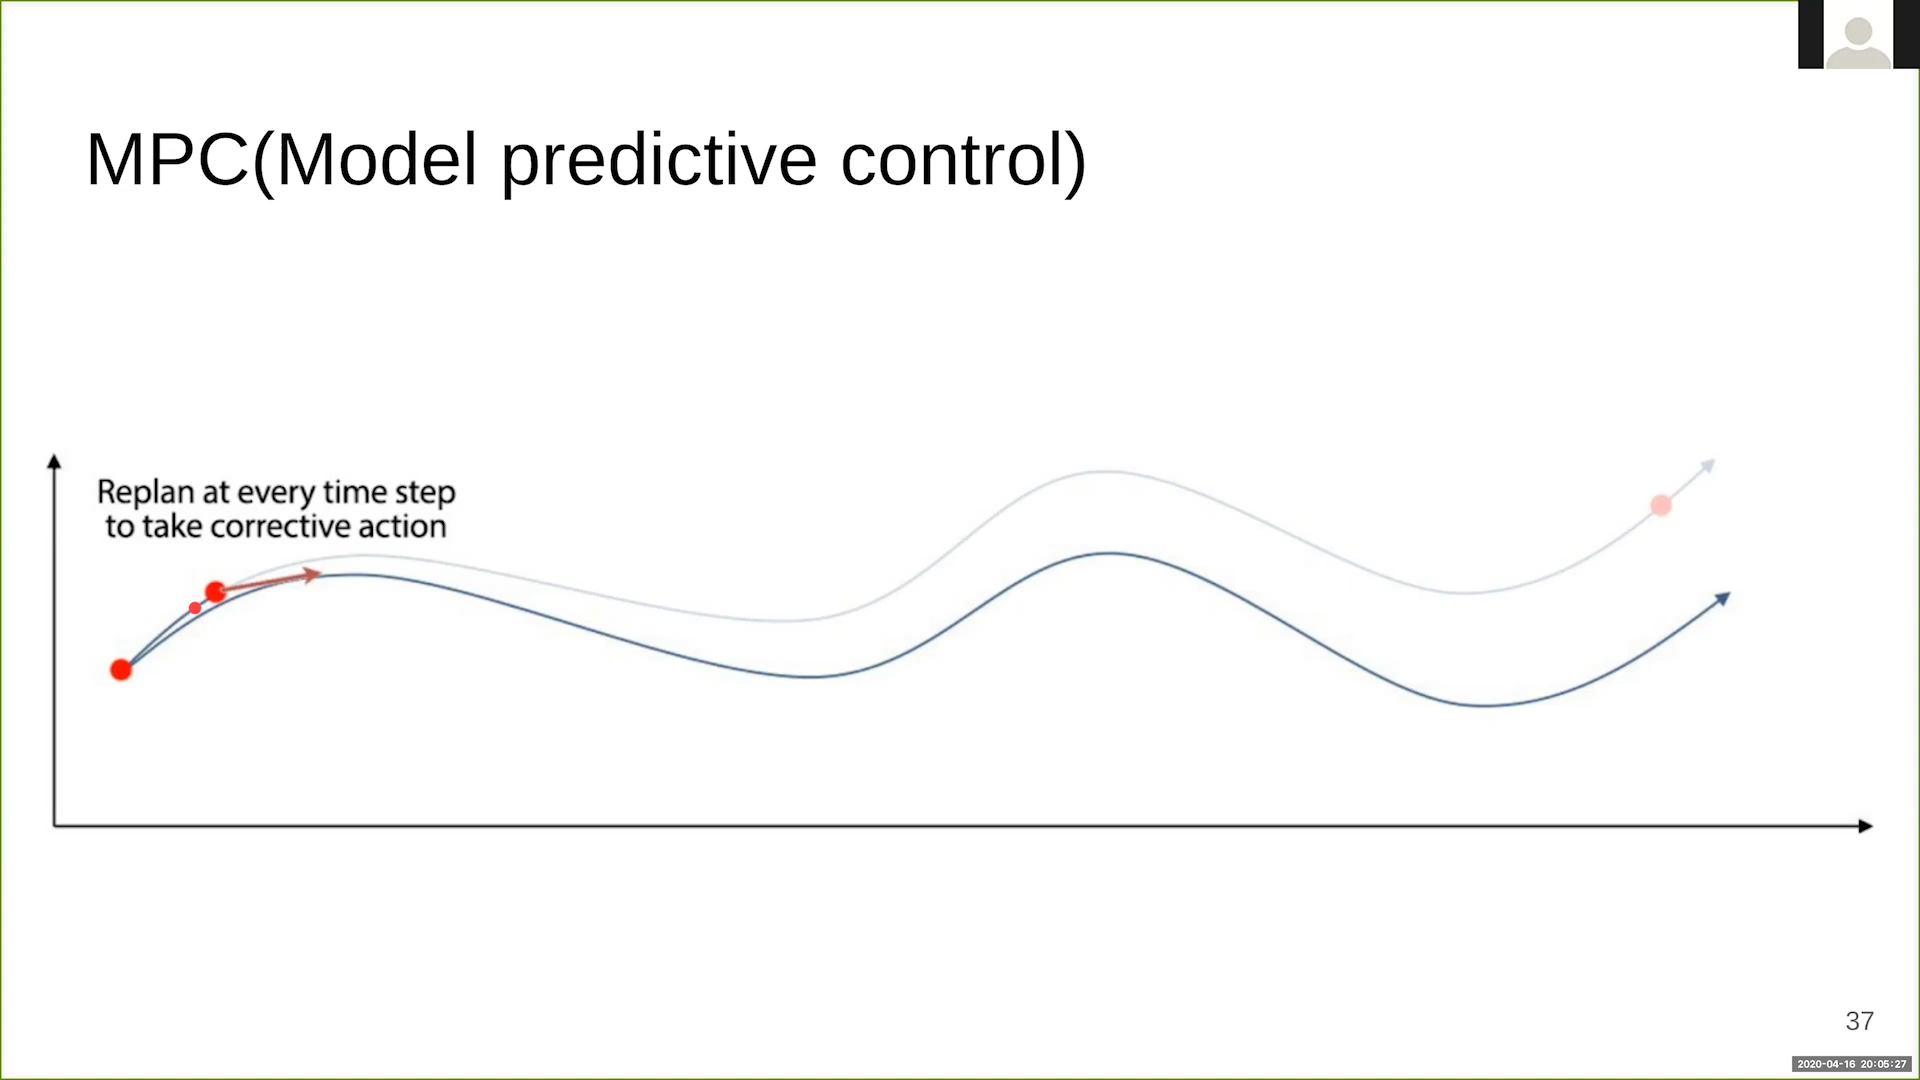 MPC(Model predictive control)
Replan at every time step
to take corrective action
37
2020-04-16 20:05:27